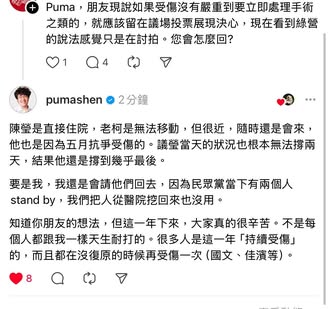 Puma，朋友現說如果受傷沒有嚴重到要立即處理手術
之類的，就應該留在議場投票展現決心，現在看到綠營
的說法感覺只是在討拍。您會怎麼回?
1
4
pumashen 2分鐘
陳瑩是直接住院，老柯是無法移動，但很近，隨時還是會來，
他也是因為五月抗爭受傷的。議瑩當天的狀況也根本無法撐兩
天，結果他還是撐到幾乎最後。
要是我，我還會請他們回去，因為民眾黨當下有兩個人
stand by，我們把人從醫院挖回來也沒用。
知道你朋友的想法，但這一年下來，大家真的很辛苦。不是每
個人都跟我一樣天生耐打的。很多人是這一年「持續受傷」
的，而且都在沒復原的時候再受傷一次（國文、佳濱等）。
8